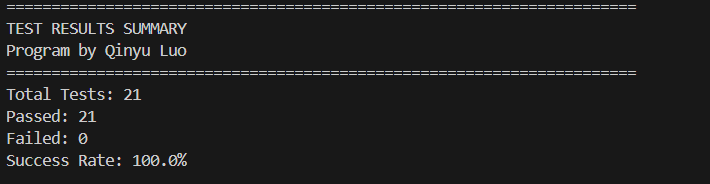 ======================================================================
TEST RESULTS SUMMARY
Program by Qinyu Luo
======================================================================
Total Tests: 21
Passed: 21
Failed: 0
Success Rate: 100.0%